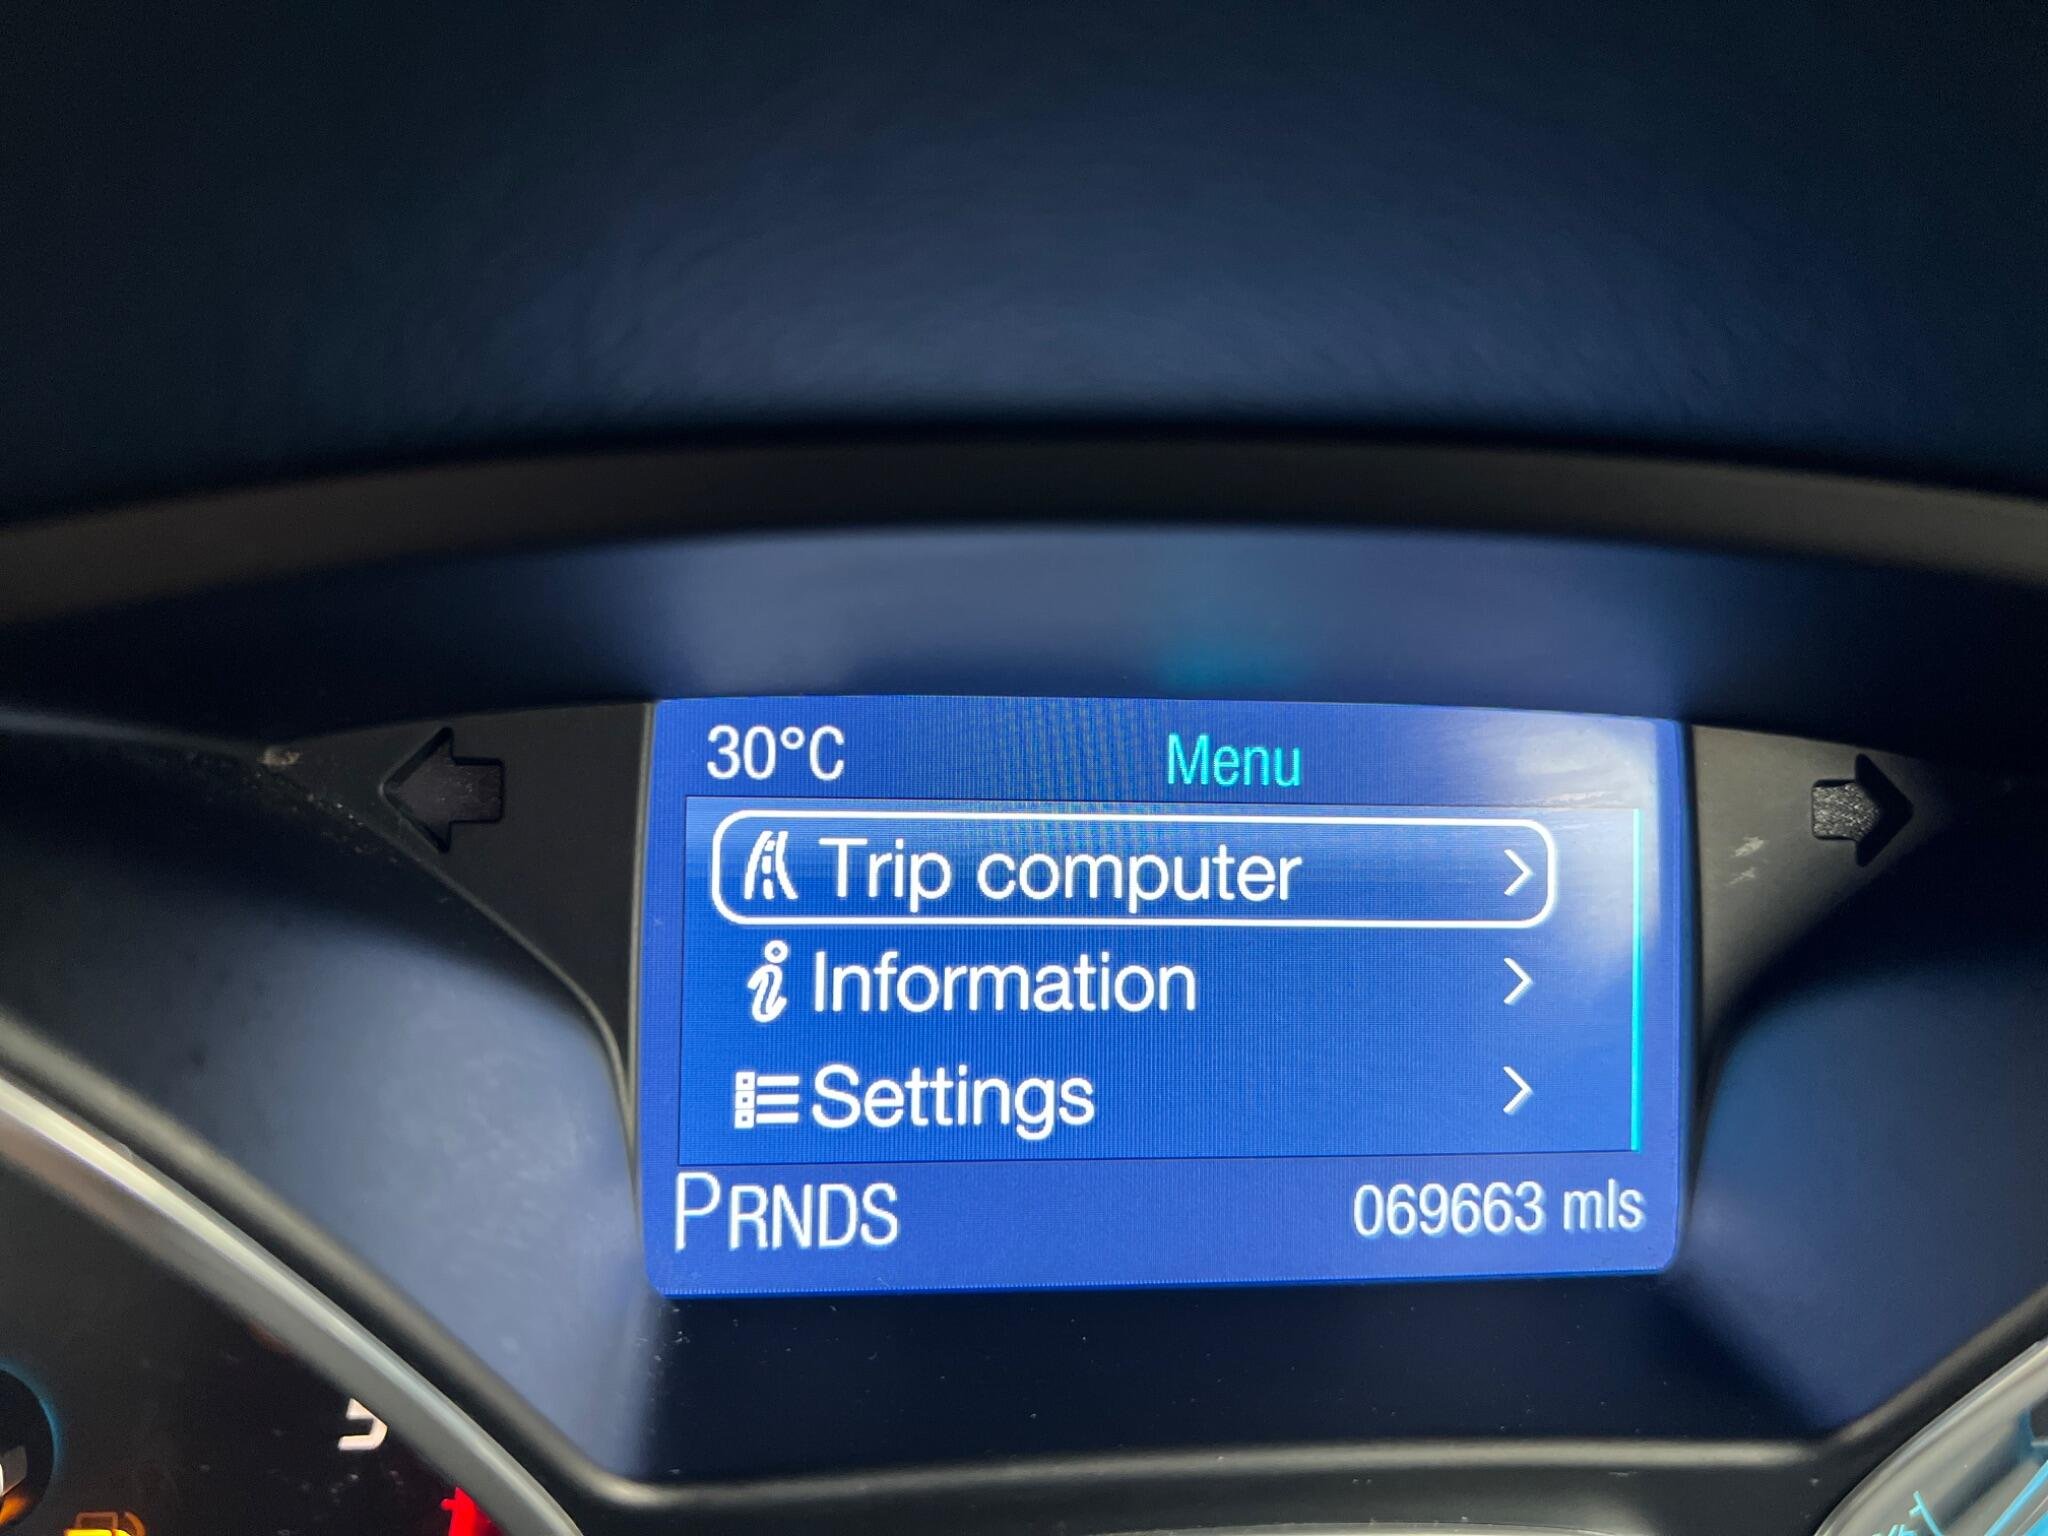 30°C Menu
Trip computer
Information
Settings
PRNDS 069663 mls